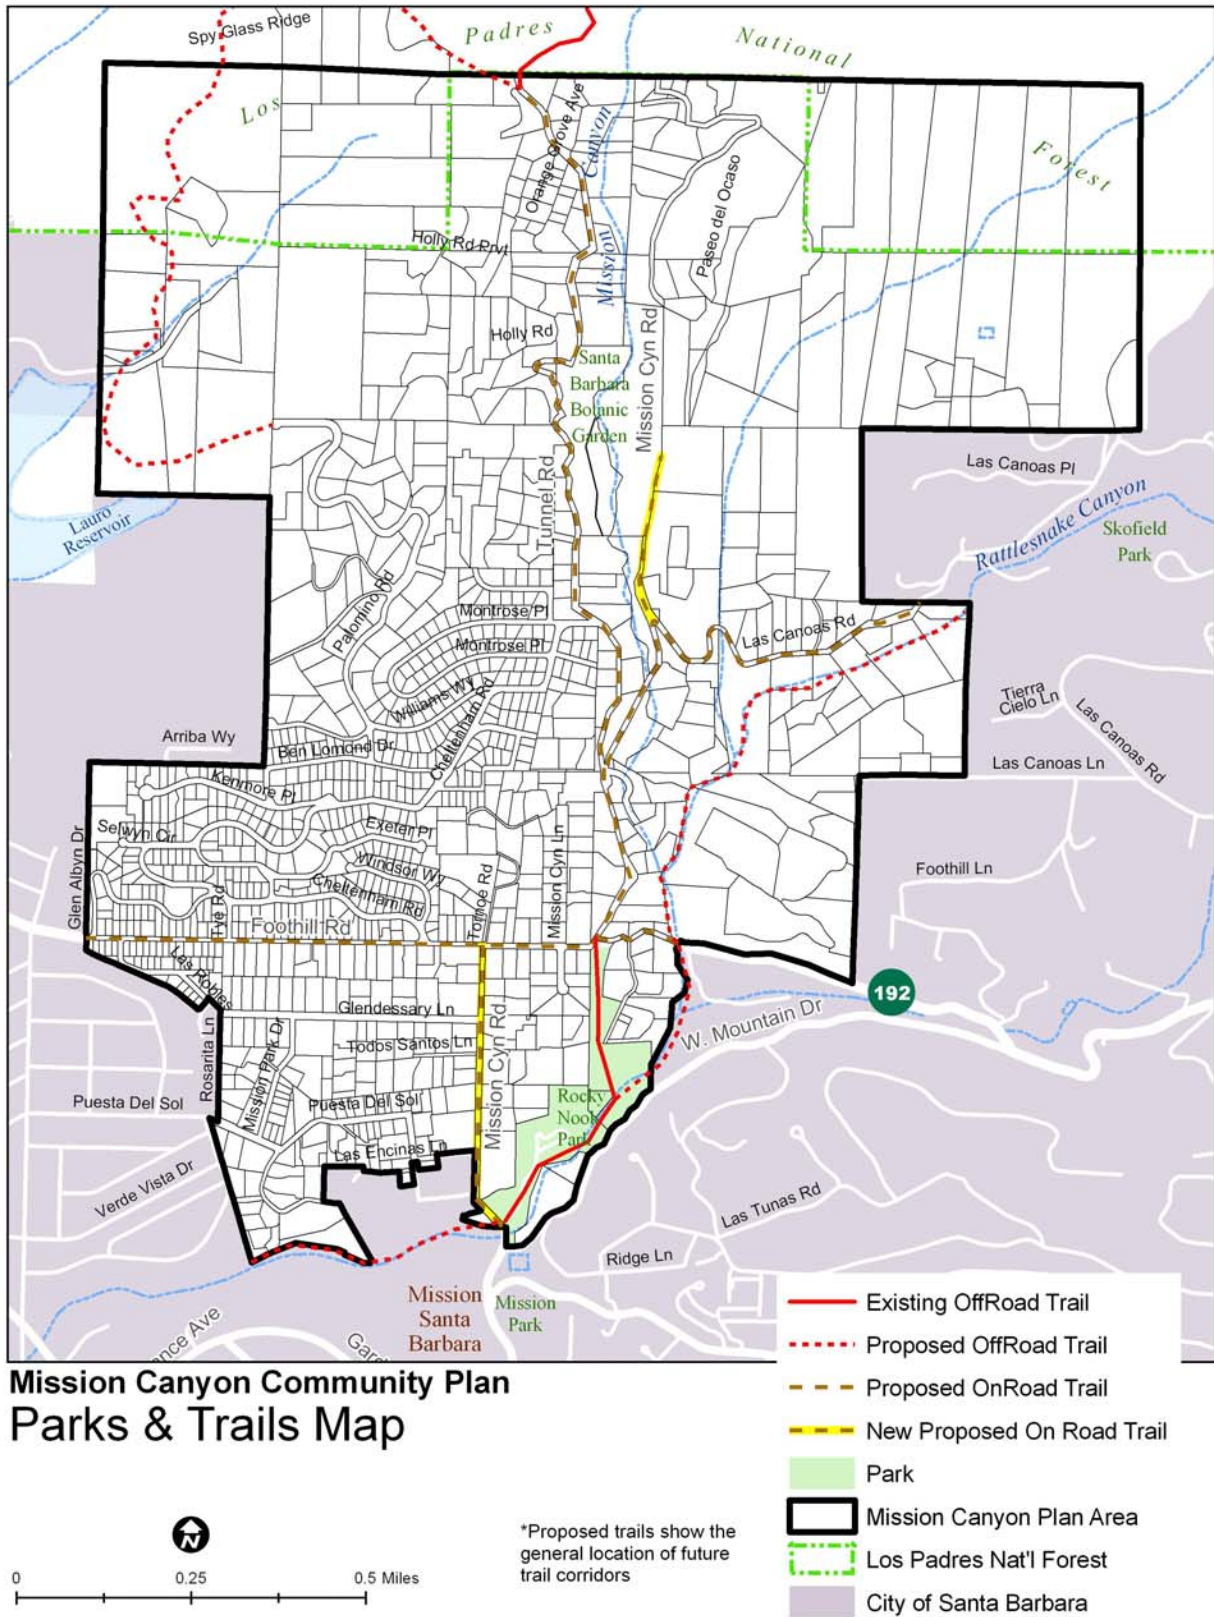 Spy Glass Ridge
Padres
National
Los
Forest
Orange Grove Ave
Canyon
Mission
Paseo del Ocaso
Holly Rd Prvt
Holly Rd
Mission Cyn Rd
Santa
Barbara
Botanic
Garden
Tunnel Rd
Las Canoas Pl
Rattlesnake Canyon
Skofield
Park
Lauro
Reservoir
Palomino Rd
Montrose Pl
Montrose Pl
Las Canoas Rd
Williams Wy
Cheltenham Rd
Tierra
Cielo Ln
Las Canoas Rd
Arriba Wy
Ben Lomond Dr
Las Canoas Ln
Kenmore Pl
Selwyn Cir
Exeter Pl
Windsor Wy
Cheltenham Rd
Glen Albyn Dr
Tye Rd
Tornoe Rd
Mission Cyn Ln
Foothill Ln
Foothill Rd
Las Robles
192
Glendessary Ln
W. Mountain Dr
Rosarita Ln
Mission Park Dr
Todos Santos Ln
Mission Cyn Rd
Puesta Del Sol
Puesta Del Sol
Rocky
Nook
Park
Las Encinas Ln
Verde Vista Dr
Las Tunas Rd
Ridge Ln
Mission
Santa
Barbara
Mission
Park
ance Ave
Gard
Existing OffRoad Trail
Proposed OffRoad Trail
Proposed OnRoad Trail
New Proposed On Road Trail
Park
Mission Canyon Plan Area
Los Padres Nat'l Forest
City of Santa Barbara
Mission Canyon Community Plan
Parks & Trails Map
N
*Proposed trails show the
general location of future
trail corridors
0 0.25 0.5 Miles